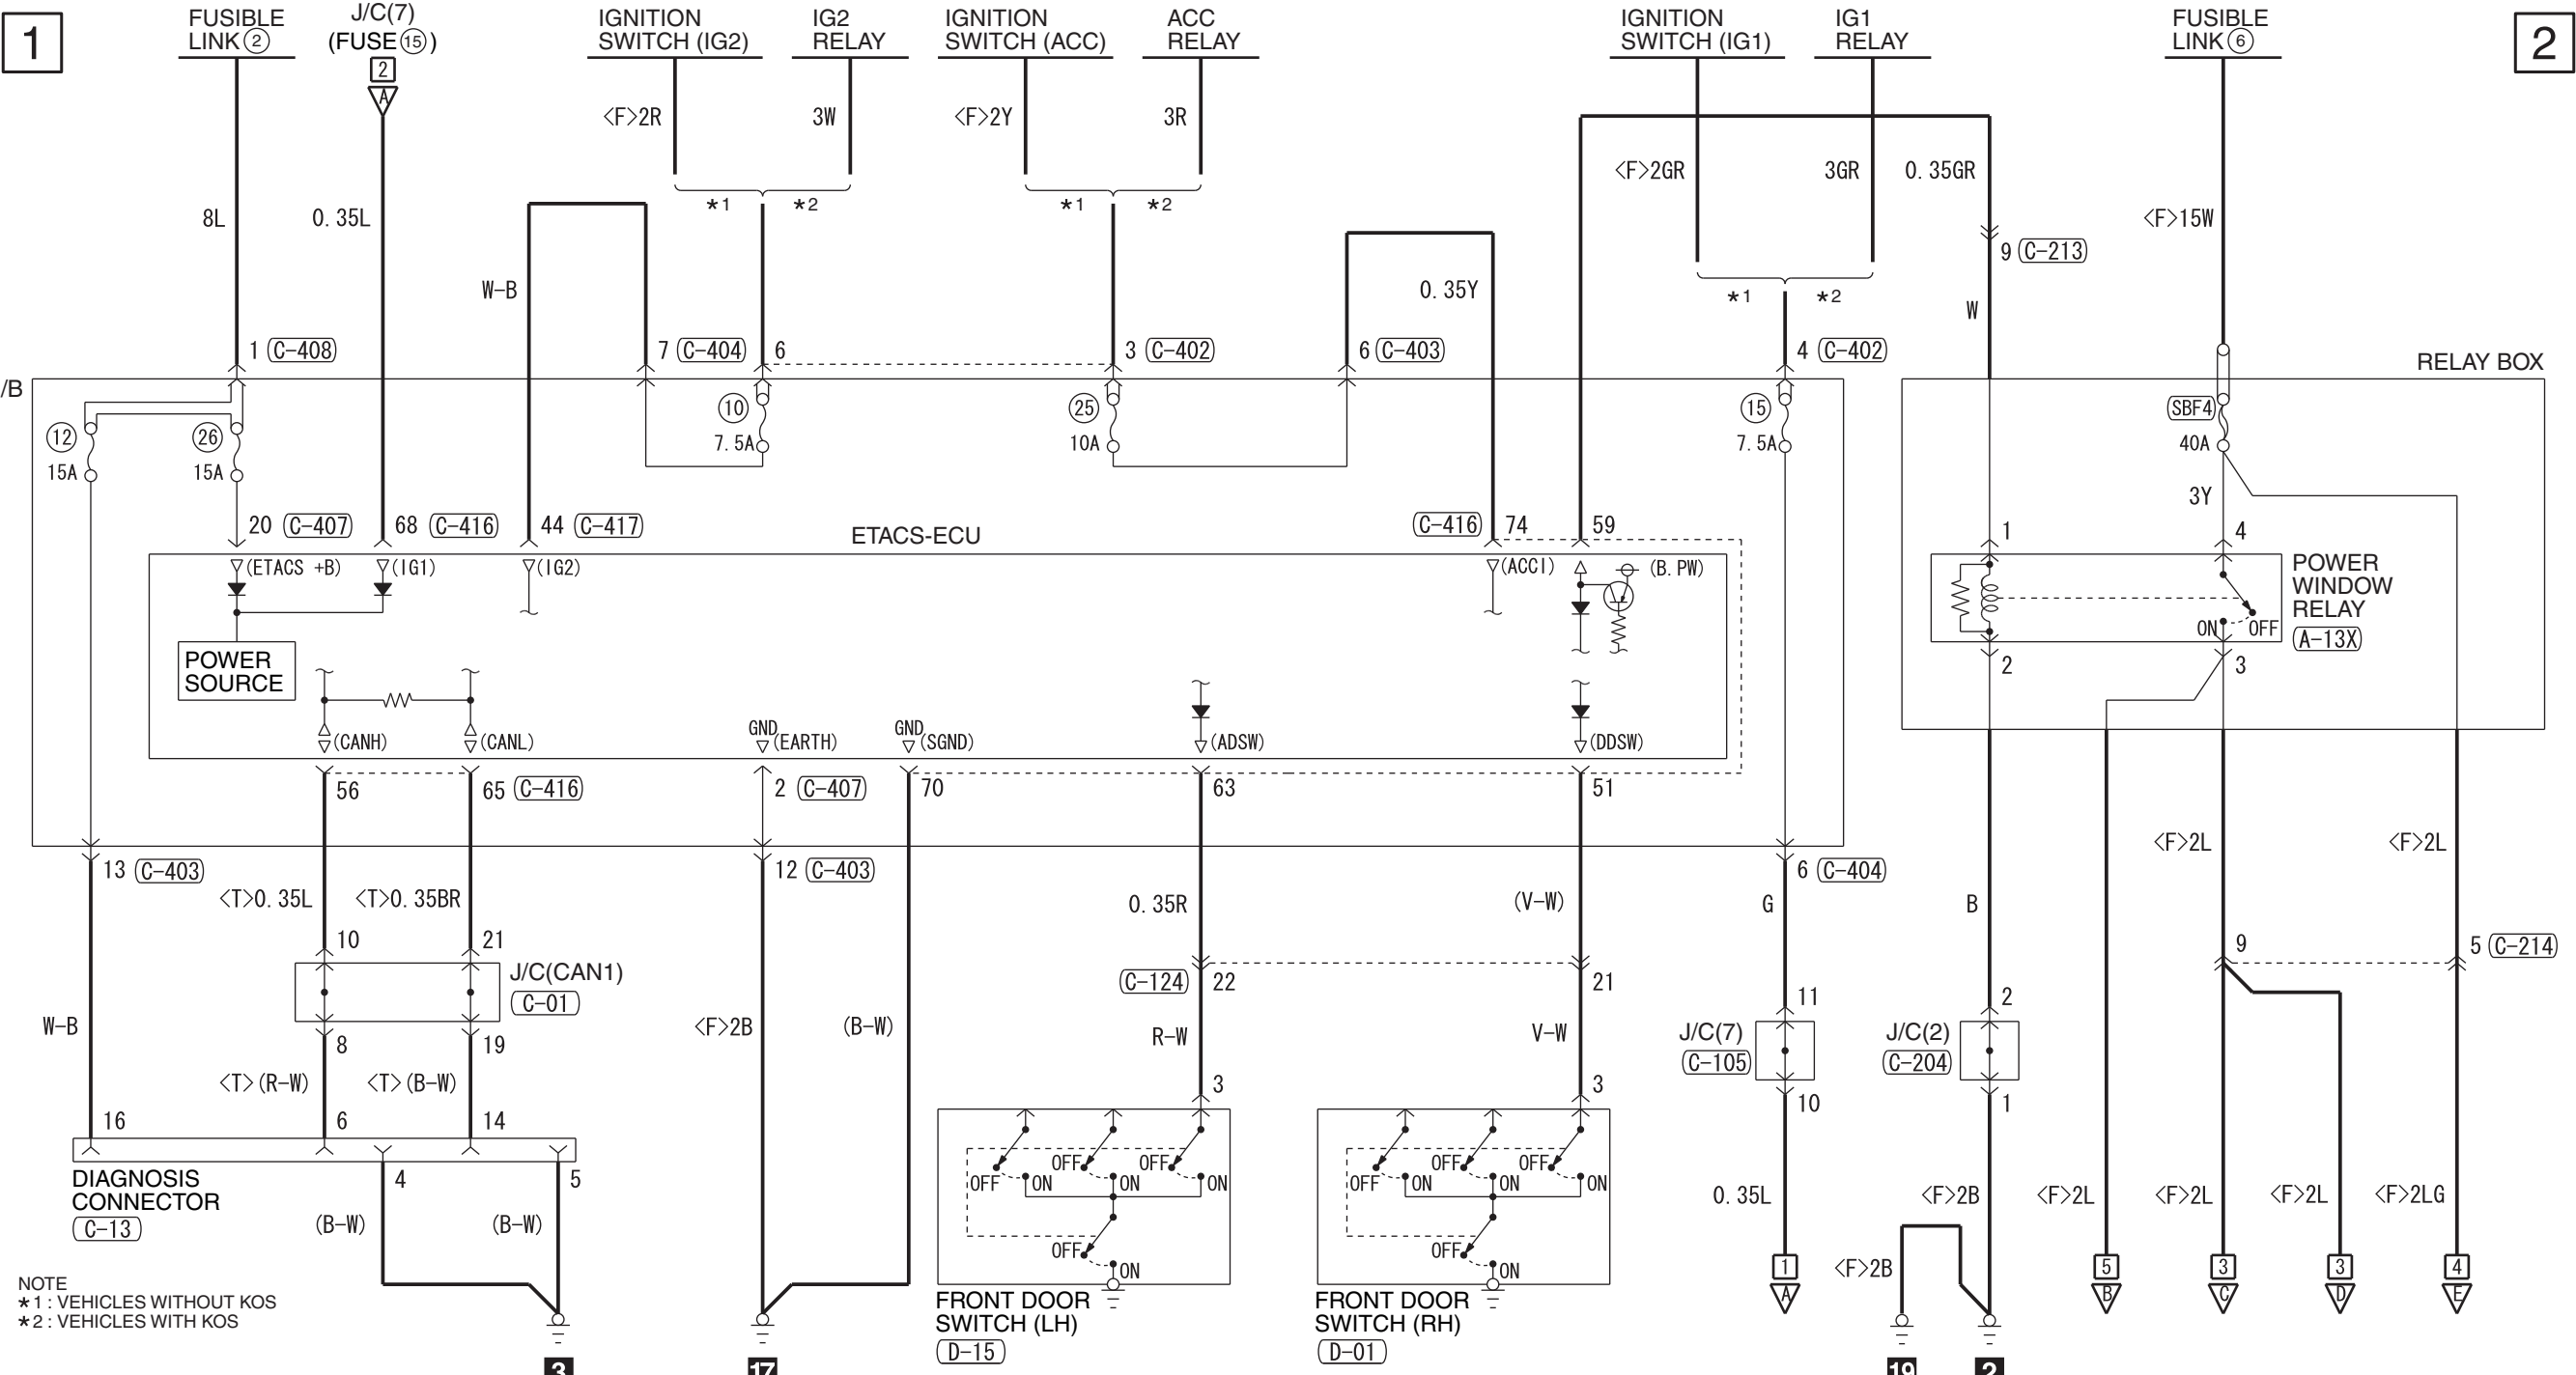 1
FUSIBLE
LINK②
J/C(7)
(FUSE⑮)
2
A
IGNITION
SWITCH (IG2)
IG2
RELAY
IGNITION
SWITCH (ACC)
ACC
RELAY
IGNITION
SWITCH (IG1)
IG1
RELAY
FUSIBLE
LINK⑥
2
<F>2R
3W
<F>2Y
3R
<F>2GR
3GR
0.35GR
*1
*2
*1
*2
8L
0.35L
<F>15W
9 C-213
W-B
0.35Y
*1
*2
W
1 C-408
7 C-404
6
3 C-402
6 C-403
4 C-402
RELAY BOX
/B
⑫
15A
㉖
15A
⑩
7.5A
㉕
10A
⑮
7.5A
SBF4
40A
3Y
20 C-407
68 C-416
44 C-417
ETACS-ECU
C-416 74
59
1
4
(ETACS +B)
(IG1)
(IG2)
(ACCI)
(B.PW)
POWER
WINDOW
RELAY
A-13X
ON
OFF
POWER
SOURCE
2
3
(CANH)
(CANL)
GND
(EARTH)
GND
(SGND)
(ADSW)
(DDSW)
56
65 C-416
2 C-407
70
63
51
<F>2L
<F>2L
13 C-403
12 C-403
6 C-404
<T>0.35L
<T>0.35BR
0.35R
(V-W)
G
B
10
21
9
5 C-214
J/C(CAN1)
C-01
C-124 22
21
11
2
W-B
<F>2B
(B-W)
R-W
V-W
J/C(7)
C-105
J/C(2)
C-204
8
19
<T>(R-W)
<T>(B-W)
3
3
10
1
16
6
14
DIAGNOSIS
CONNECTOR
C-13
4
5
(B-W)
(B-W)
OFF
ON
OFF
ON
OFF
ON
OFF
ON
OFF
ON
OFF
ON
OFF
ON
OFF
ON
0.35L
<F>2B
<F>2L
<F>2L
<F>2L
<F>2LG
<F>2B
1
A
5
B
3
C
3
D
4
E
NOTE
*1 : VEHICLES WITHOUT KOS
*2 : VEHICLES WITH KOS
FRONT DOOR
SWITCH (LH)
D-15
FRONT DOOR
SWITCH (RH)
D-01
3
17
19
2